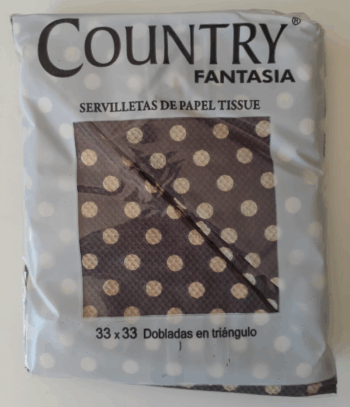 COUNTRY®
FANTASIA
SERVILLETAS DE PAPEL TISSUE
33 x 33 Dobladas en triángulo